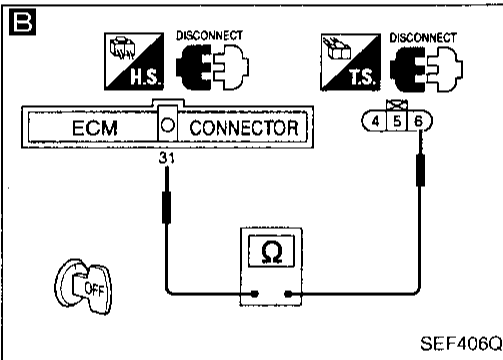 B
DISCONNECT
H.S.
DISCONNECT
T.S.
ECM CONNECTOR
31
4 5 6
Ω
OFF
SEF406Q